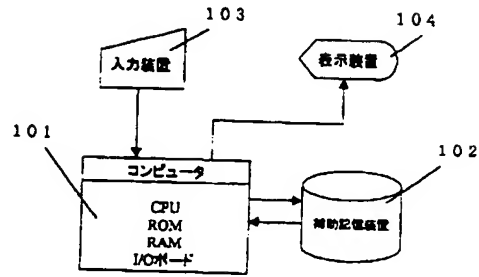 103
104
入力装置
表示装置
101
コンピュータ
102
CPU
ROM
RAM
I/Oボード
補助記憶装置